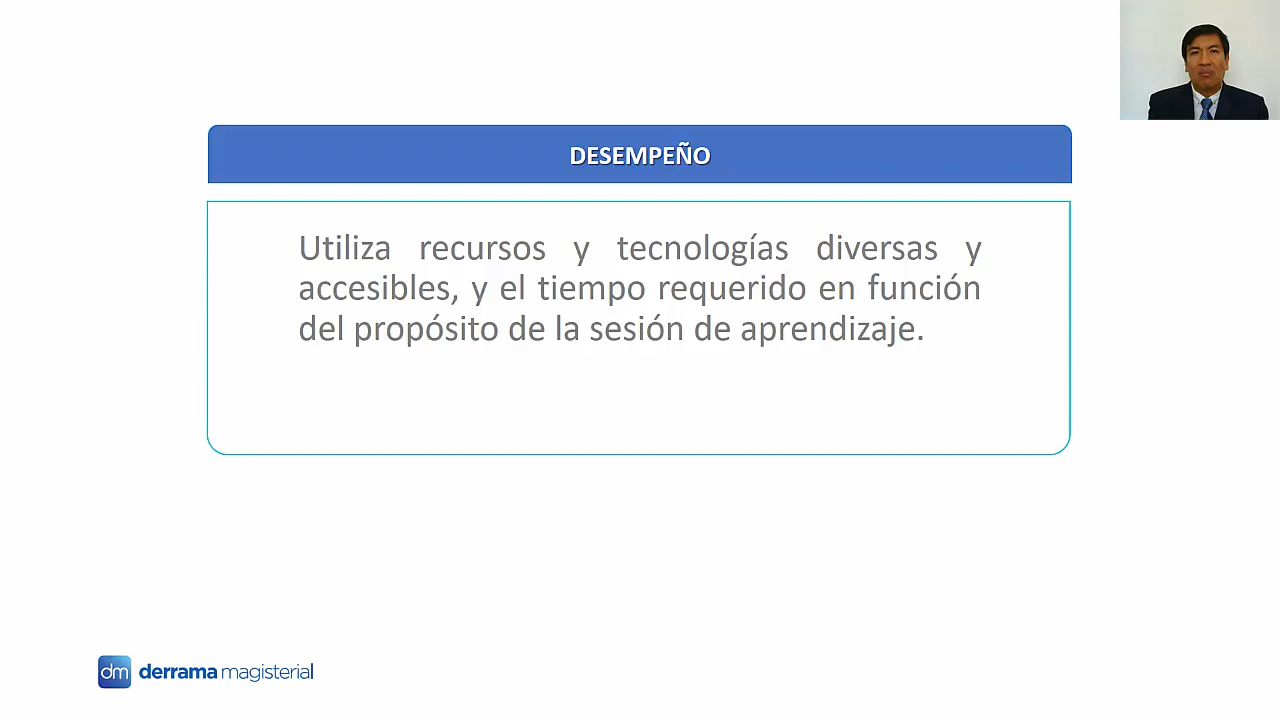 DESEMPEÑO
Utiliza recursos y tecnologías diversas y
accesibles, y el tiempo requerido en función
del propósito de la sesión de aprendizaje.
dm derrama magisterial